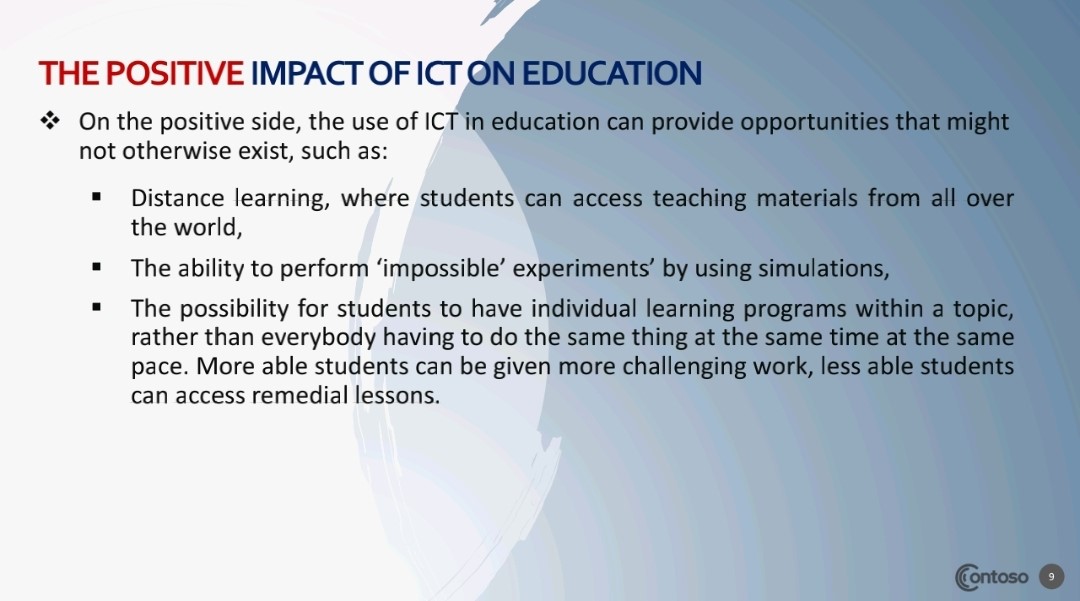 THE POSITIVE IMPACT OF ICT ON EDUCATION
❖ On the positive side, the use of ICT in education can provide opportunities that might
not otherwise exist, such as:
▪ Distance learning, where students can access teaching materials from all over
the world,
▪ The ability to perform ‘impossible’ experiments’ by using simulations,
▪ The possibility for students to have individual learning programs within a topic,
rather than everybody having to do the same thing at the same time at the same
pace. More able students can be given more challenging work, less able students
can access remedial lessons.
Contoso
9